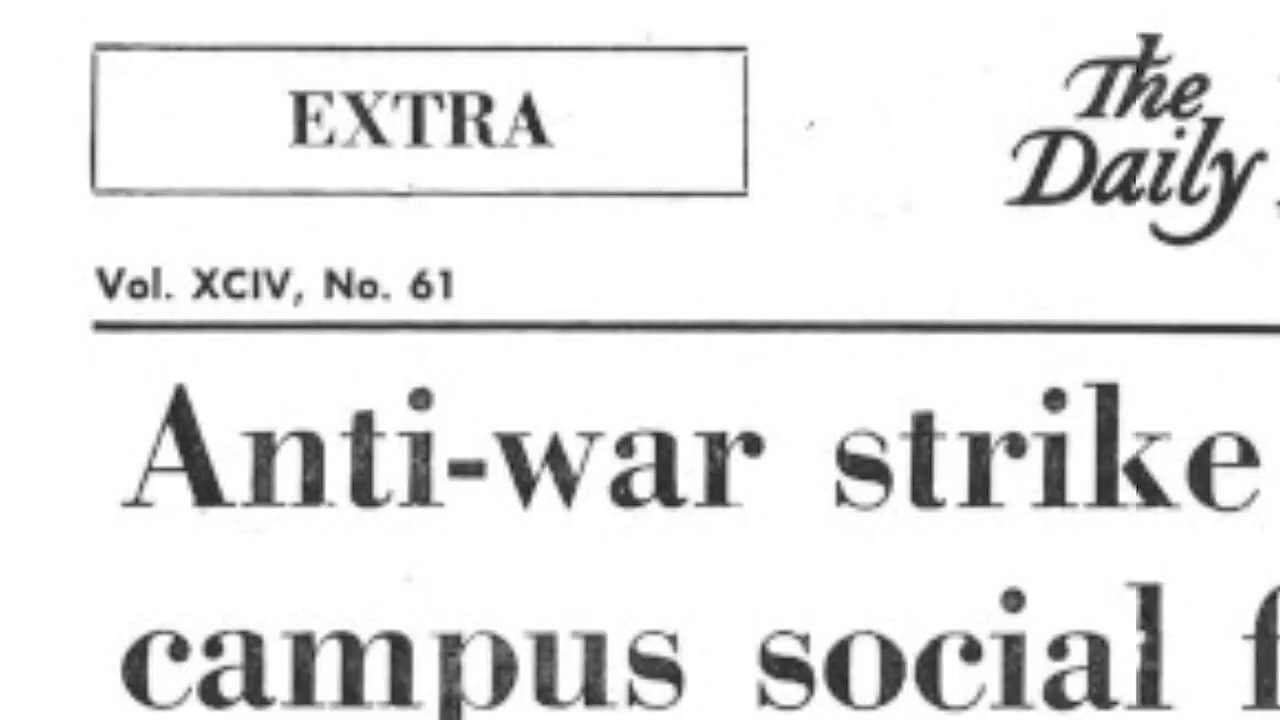 EXTRA
The
Daily
Vol. XCIV, No. 61
Anti-war strike
campus social